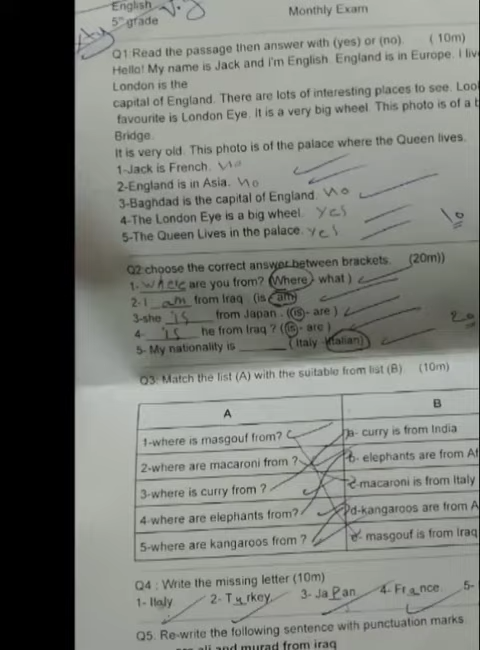 English
Monthly Exam
5th grade
Q1 Read the passage then answer with (yes) or (no). ( 10m)
Hello! My name is Jack and I'm English. England is in Europe. I
London is the
capital of England. There are lots of interesting places to see.
favourite is London Eye. It is a very big wheel. This photo is of a
Bridge.
It is very old. This photo is of the palace where the Queen lives.
1-Jack is French. no
2-England is in Asia. no
3-Baghdad is the capital of England. no
4-The London Eye is a big wheel. yes
5-The Queen Lives in the palace. yes
10
Q2:choose the correct answer between brackets. (20m))
1- where are you from? (Where - what )
2-I am from Iraq (is - am)
3-she is from Japan . (is - are )
4- is he from Iraq ? (is - are )
5- My nationality is ______ ( Italy -Italian)
20
Q3: Match the list (A) with the suitable from list (B). (10m)
A B
1-where is masgouf from? a- curry is from India
2-where are macaroni from ? b- elephants are from
3-where is curry from ? c-macaroni is from Italy
4-where are elephants from? d-kangaroos are from
5-where are kangaroos from ? e- masgouf is from Iraq
Q4 : Write the missing letter (10m)
1- Italy 2- Turkey 3- JaPan 4- France. 5-
Q5. Re-write the following sentence with punctuation marks
ali and murad from iraq